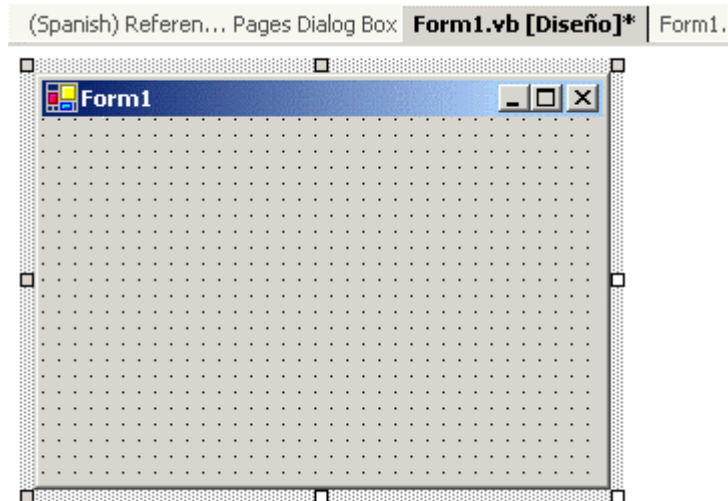 (Spanish) Referen... Pages Dialog Box Form1.vb [Diseño]* Form1.
Form1